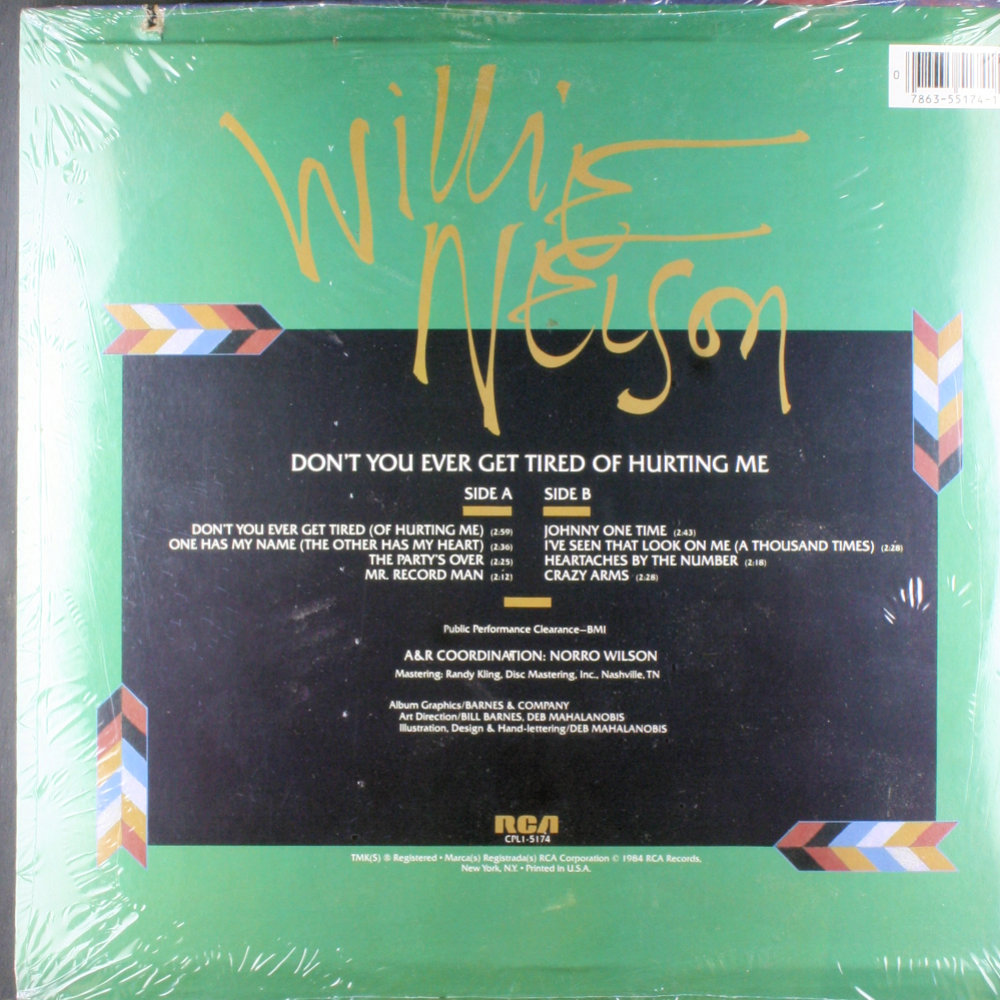 0
7863-55174-1
Willie
Nelson
DON'T YOU EVER GET TIRED OF HURTING ME
SIDE A
DON'T YOU EVER GET TIRED (OF HURTING ME) (2:59)
ONE HAS MY NAME (THE OTHER HAS MY HEART) (2:36)
THE PARTY'S OVER (2:25)
MR. RECORD MAN (2:12)
SIDE B
JOHNNY ONE TIME (2:43)
I'VE SEEN THAT LOOK ON ME (A THOUSAND TIMES) (2:28)
HEARTACHES BY THE NUMBER (2:18)
CRAZY ARMS (2:28)
Public Performance Clearance—BMI
A&R COORDINATION: NORRO WILSON
Mastering: Randy Kling, Disc Mastering, Inc., Nashville, TN
Album Graphics/BARNES & COMPANY
Art Direction/BILL BARNES, DEB MAHALANOBIS
Illustration, Design & Hand-lettering/DEB MAHALANOBIS
RCA
CPL1-5174
TMK(S) ® Registered • Marca(s) Registrada(s) RCA Corporation © 1984 RCA Records,
New York, N.Y. • Printed in U.S.A.